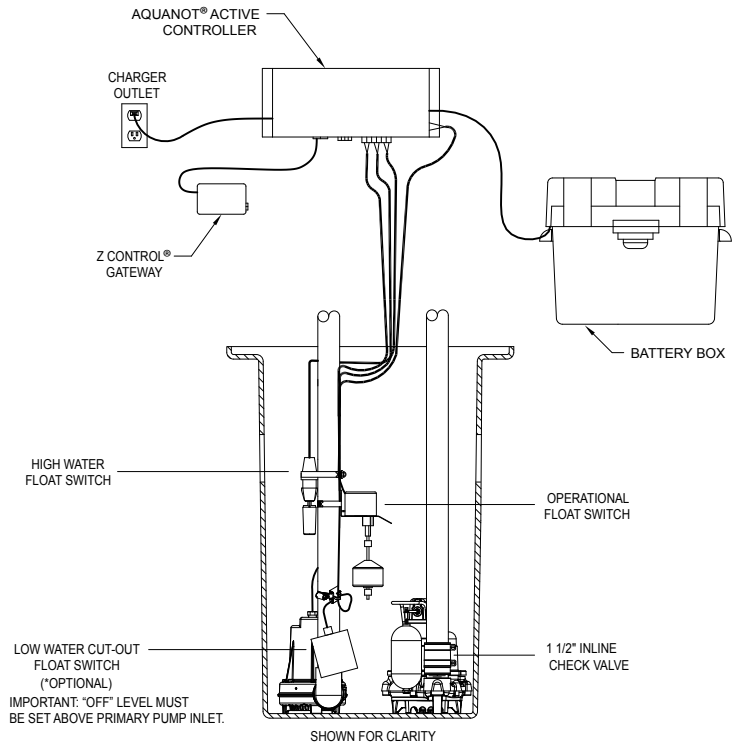 AQUANOT® ACTIVE
CONTROLLER
CHARGER
OUTLET
Z CONTROL®
GATEWAY
BATTERY BOX
HIGH WATER
FLOAT SWITCH
OPERATIONAL
FLOAT SWITCH
LOW WATER CUT-OUT
FLOAT SWITCH
(*OPTIONAL)
IMPORTANT: “OFF” LEVEL MUST
BE SET ABOVE PRIMARY PUMP INLET.
1 1/2" INLINE
CHECK VALVE
SHOWN FOR CLARITY